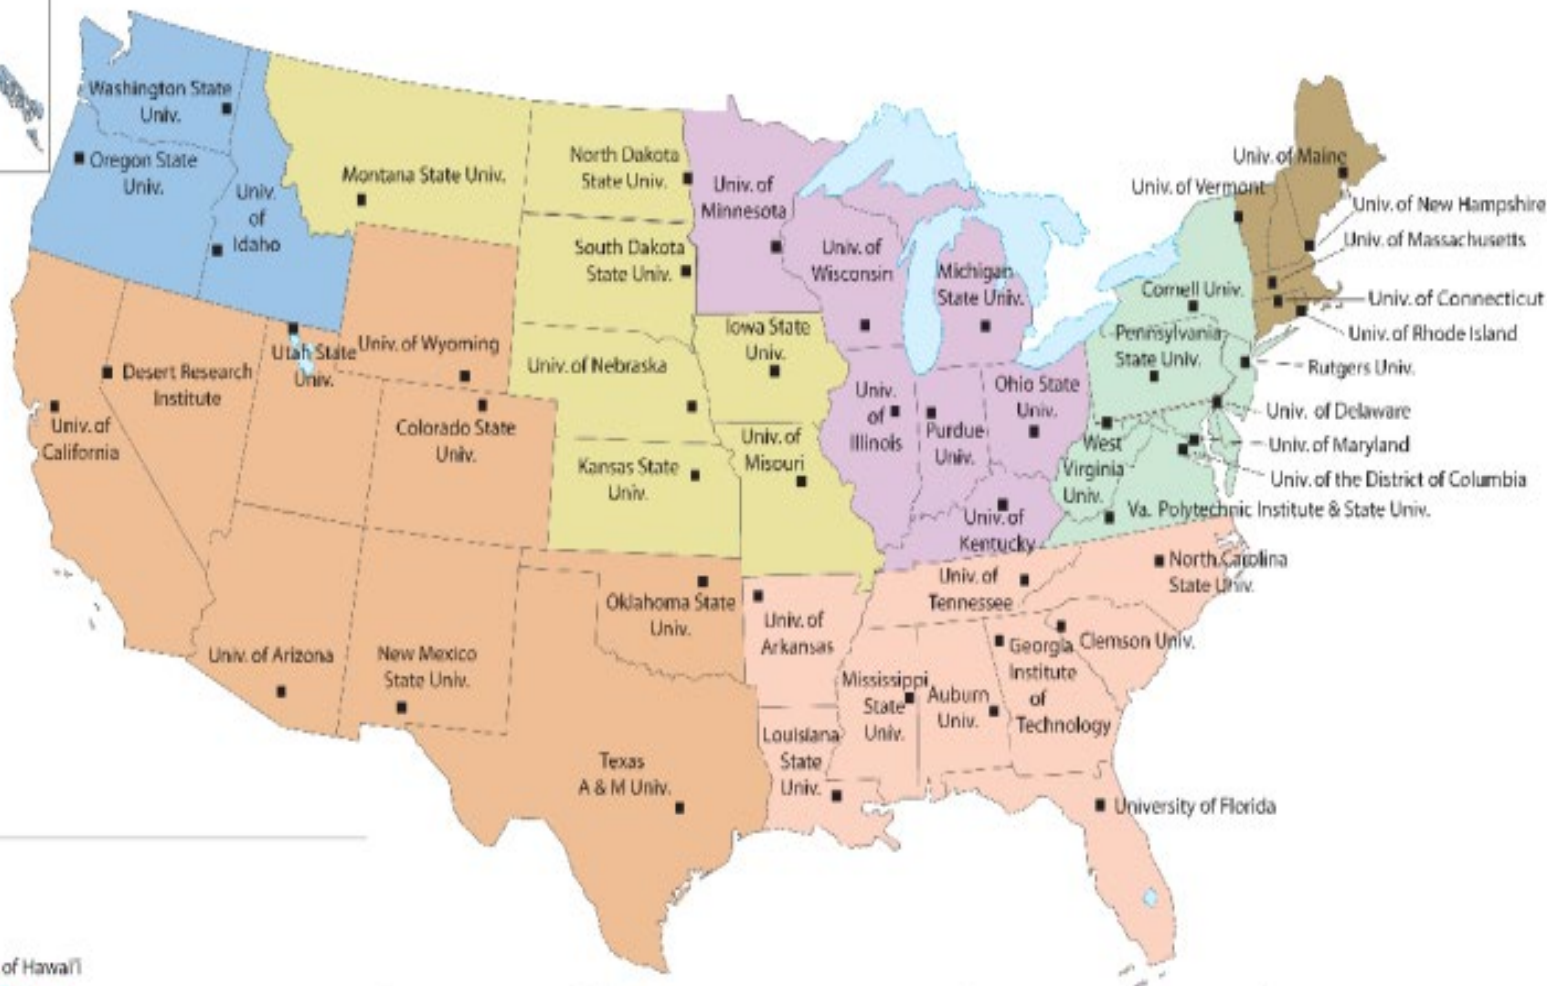 Washington State
Univ.
Oregon State
Univ.
Univ.
of
Idaho
Montana State Univ.
North Dakota
State Univ.
South Dakota
State Univ.
Univ. of
Minnesota
Univ. of
Wisconsin
Michigan
State Univ.
Univ. of Maine
Univ. of Vermont
Univ. of New Hampshire
Univ. of Massachusetts
Cornell Univ.
Univ. of Connecticut
Univ. of Rhode Island
Pennsylvania
State Univ.
Rutgers Univ.
Iowa State
Univ.
Univ. of Nebraska
Univ. of Wyoming
Utah State
Univ.
Desert Research
Institute
Univ. of
California
Colorado State
Univ.
Kansas State
Univ.
Univ. of
Misouri
Univ.
of
Illinois
Purdue
Univ.
Ohio State
Univ.
West
Virginia
Univ.
Univ. of Delaware
Univ. of Maryland
Univ. of the District of Columbia
Va. Polytechnic Institute & State Univ.
Univ. of
Kentucky
North Carolina
State Univ.
Univ. of
Tennessee
Oklahoma State
Univ.
Univ. of
Arkansas
Univ. of Arizona
New Mexico
State Univ.
Mississippi
State
Univ.
Auburn
Univ.
Georgia
Institute
of
Technology
Clemson Univ.
Louisiana
State
Univ.
Texas
A & M Univ.
University of Florida
of Hawai'i